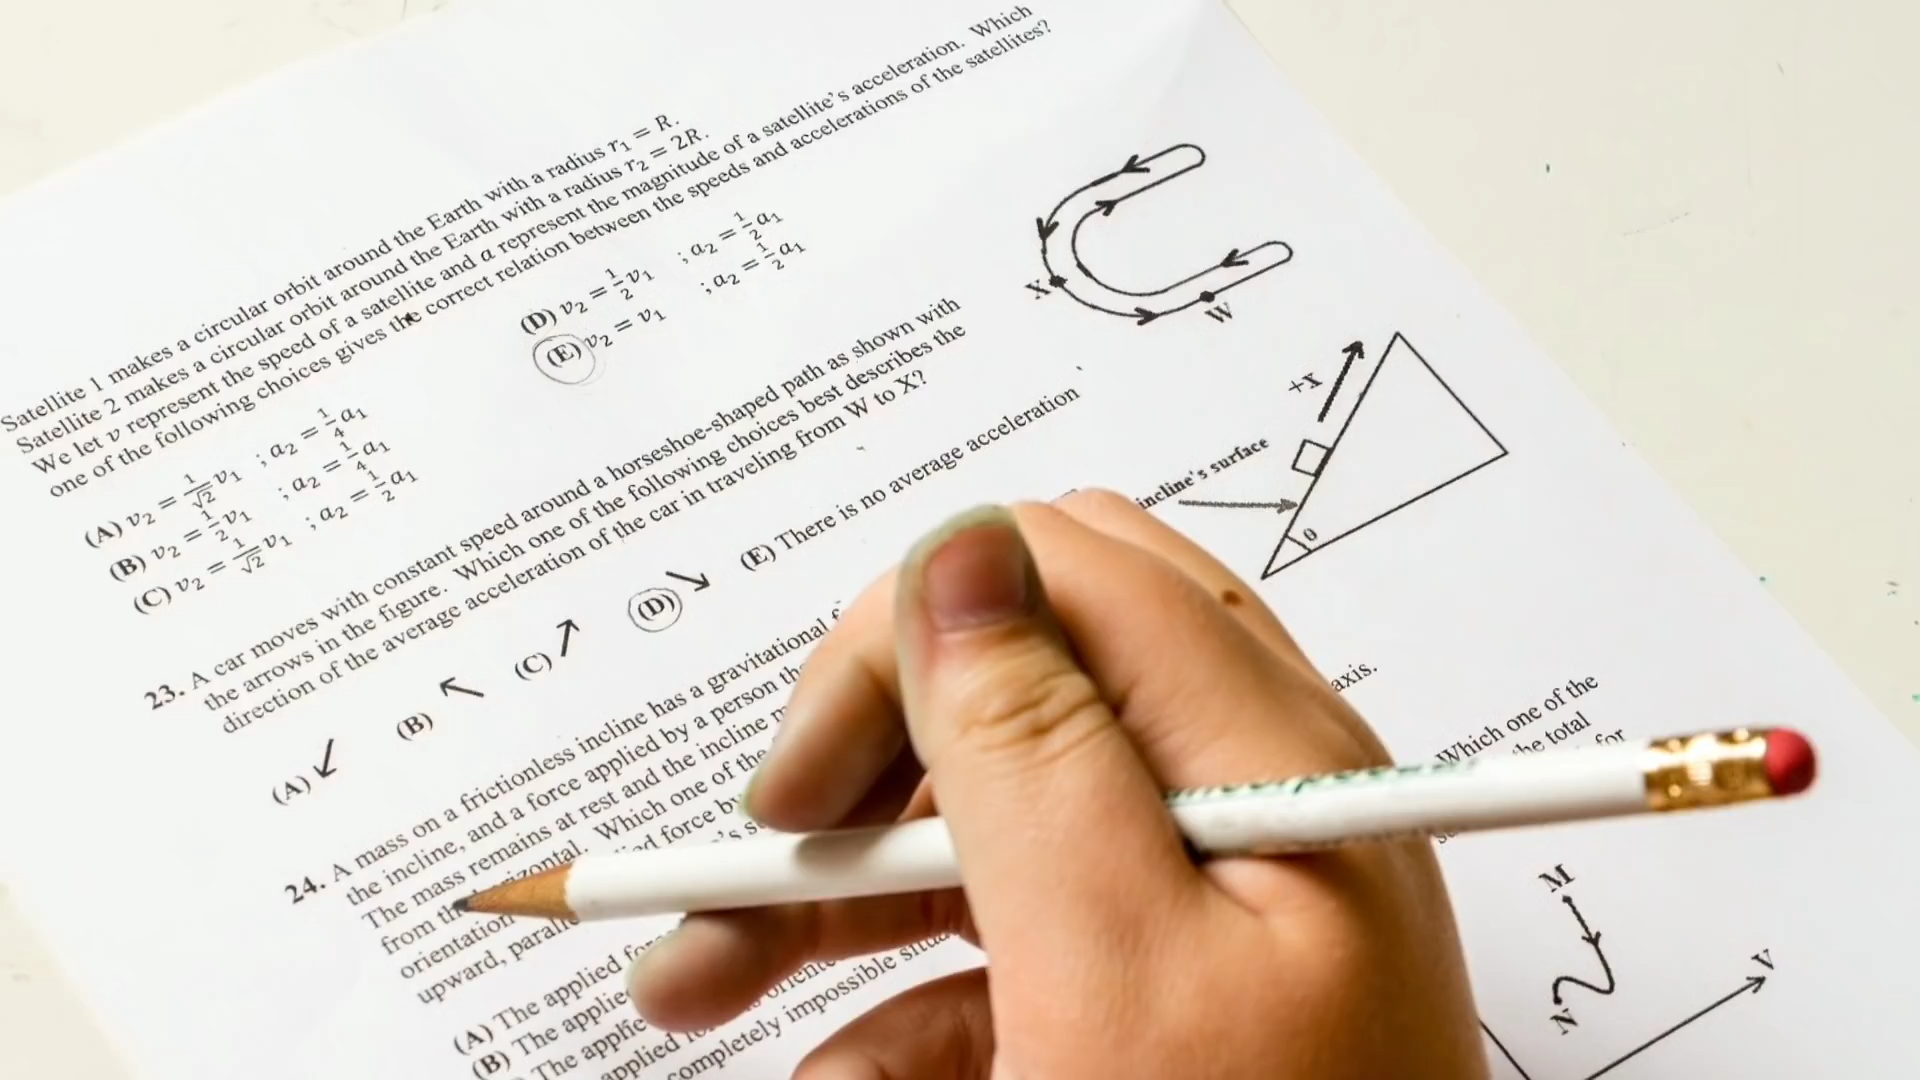 Satellite 1 makes a circular orbit around the Earth with a radius r₁ = R.
Satellite 2 makes a circular orbit around the Earth with a radius r₂ = 2R.
We let v represent the speed of a satellite and a represent the magnitude of a satellite's acceleration. Which
one of the following choices gives the correct relation between the speeds and accelerations of the satellites?
(A) v₂ = 1/√2 v₁ ; a₂ = 1/4 a₁
(B) v₂ = 1/2 v₁ ; a₂ = 1/4 a₁
(C) v₂ = 1/√2 v₁ ; a₂ = 1/2 a₁
(D) v₂ = 1/2 v₁ ; a₂ = 1/2 a₁
(E) v₂ = v₁ ; a₂ = 1/2 a₁
23. A car moves with constant speed around a horseshoe-shaped path as shown with
the arrows in the figure. Which one of the following choices best describes the
direction of the average acceleration of the car in traveling from W to X?
X
W
(A) ↙ (B) ↖ (C) ↗ (D) ↘ (E) There is no average acceleration
24. A mass on a frictionless incline has a gravitational
the incline, and a force applied by a person
The mass remains at rest and the incline
from horizontal. Which one of the
orientation force by
upward,
+x
incline's surface
θ
axis.
Which one of the
total
for
(A) The applied
(B) The
The
applied
completely impossible
M
N
V